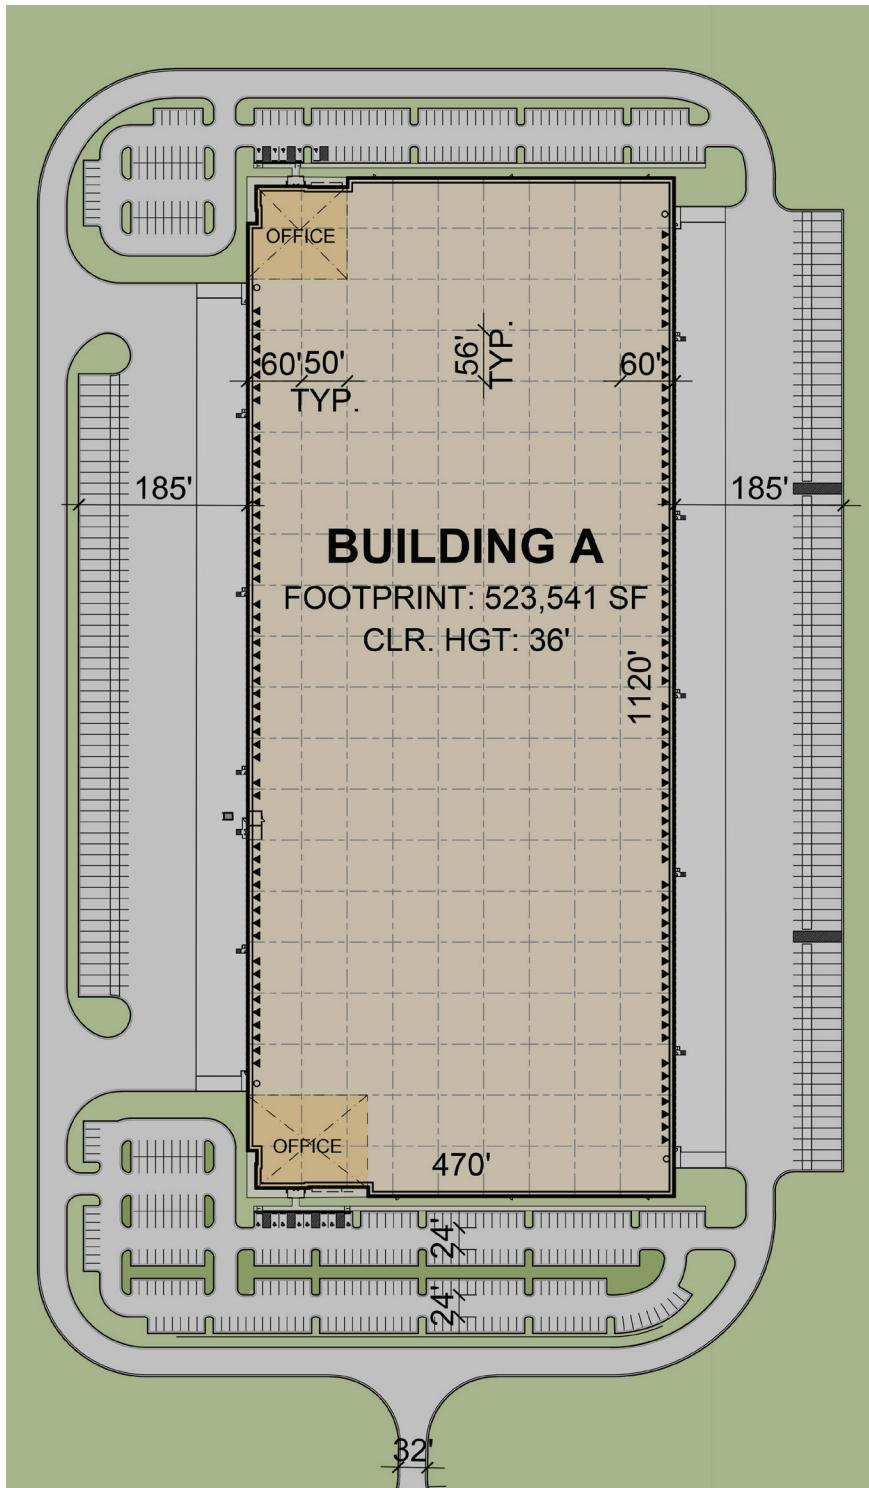 OFFICE
60'
50'
TYP.
56'
TYP.
60'
185'
185'
BUILDING A
FOOTPRINT: 523,541 SF
CLR. HGT: 36'
1120'
OFFICE
470'
24'
24'
32'